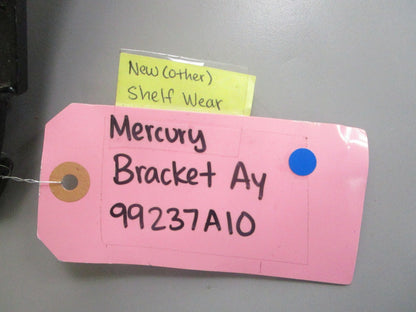 New (other)
Shelf Wear
Mercury
Bracket Ay
99237A10